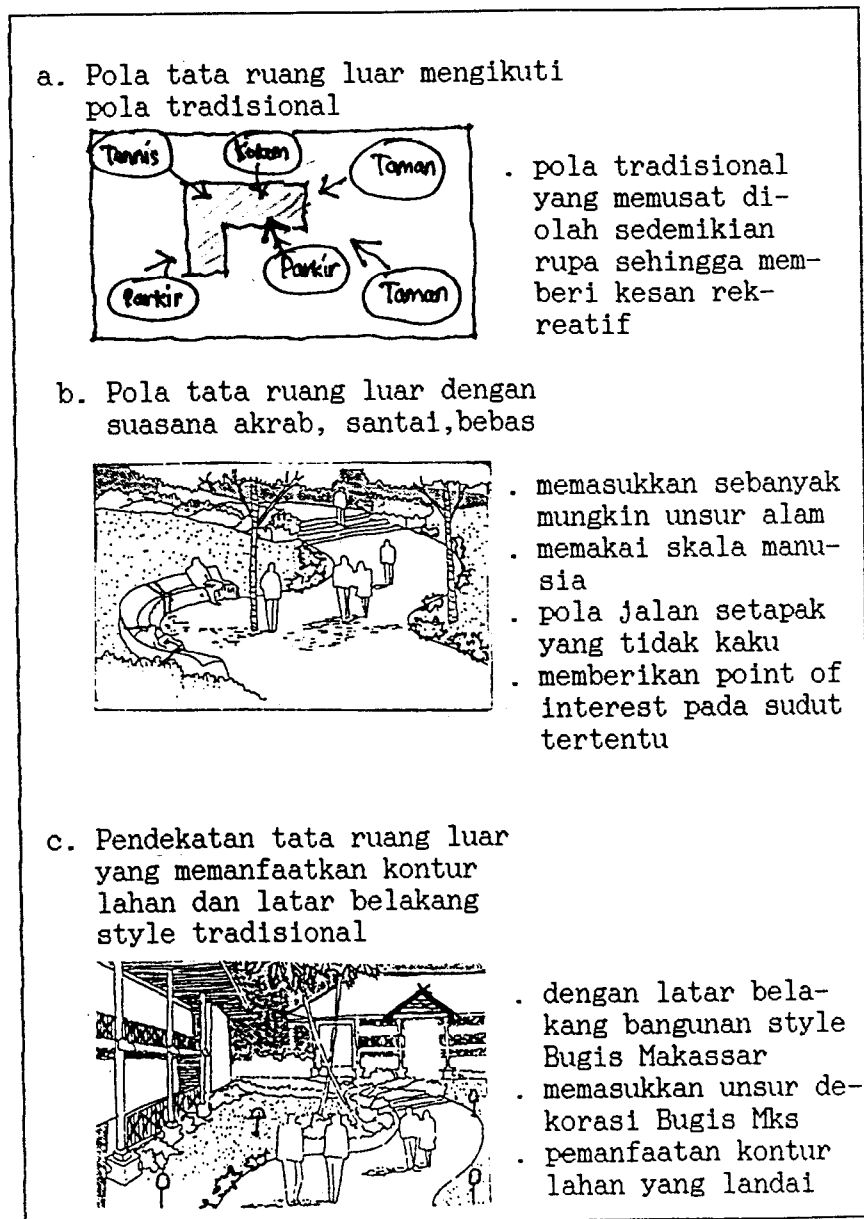 a. Pola tata ruang luar mengikuti
pola tradisional
Tennis
Kolam
Taman
Parkir
Parkir
Taman
. pola tradisional
yang memusat di-
olah sedemikian
rupa sehingga mem-
beri kesan rek-
reatif
b. Pola tata ruang luar dengan
suasana akrab, santai,bebas
. memasukkan sebanyak
mungkin unsur alam
. memakai skala manu-
sia
. pola jalan setapak
yang tidak kaku
. memberikan point of
interest pada sudut
tertentu
c. Pendekatan tata ruang luar
yang memanfaatkan kontur
lahan dan latar belakang
style tradisional
. dengan latar bela-
kang bangunan style
Bugis Makassar
. memasukkan unsur de-
korasi Bugis Mks
. pemanfaatan kontur
lahan yang landai